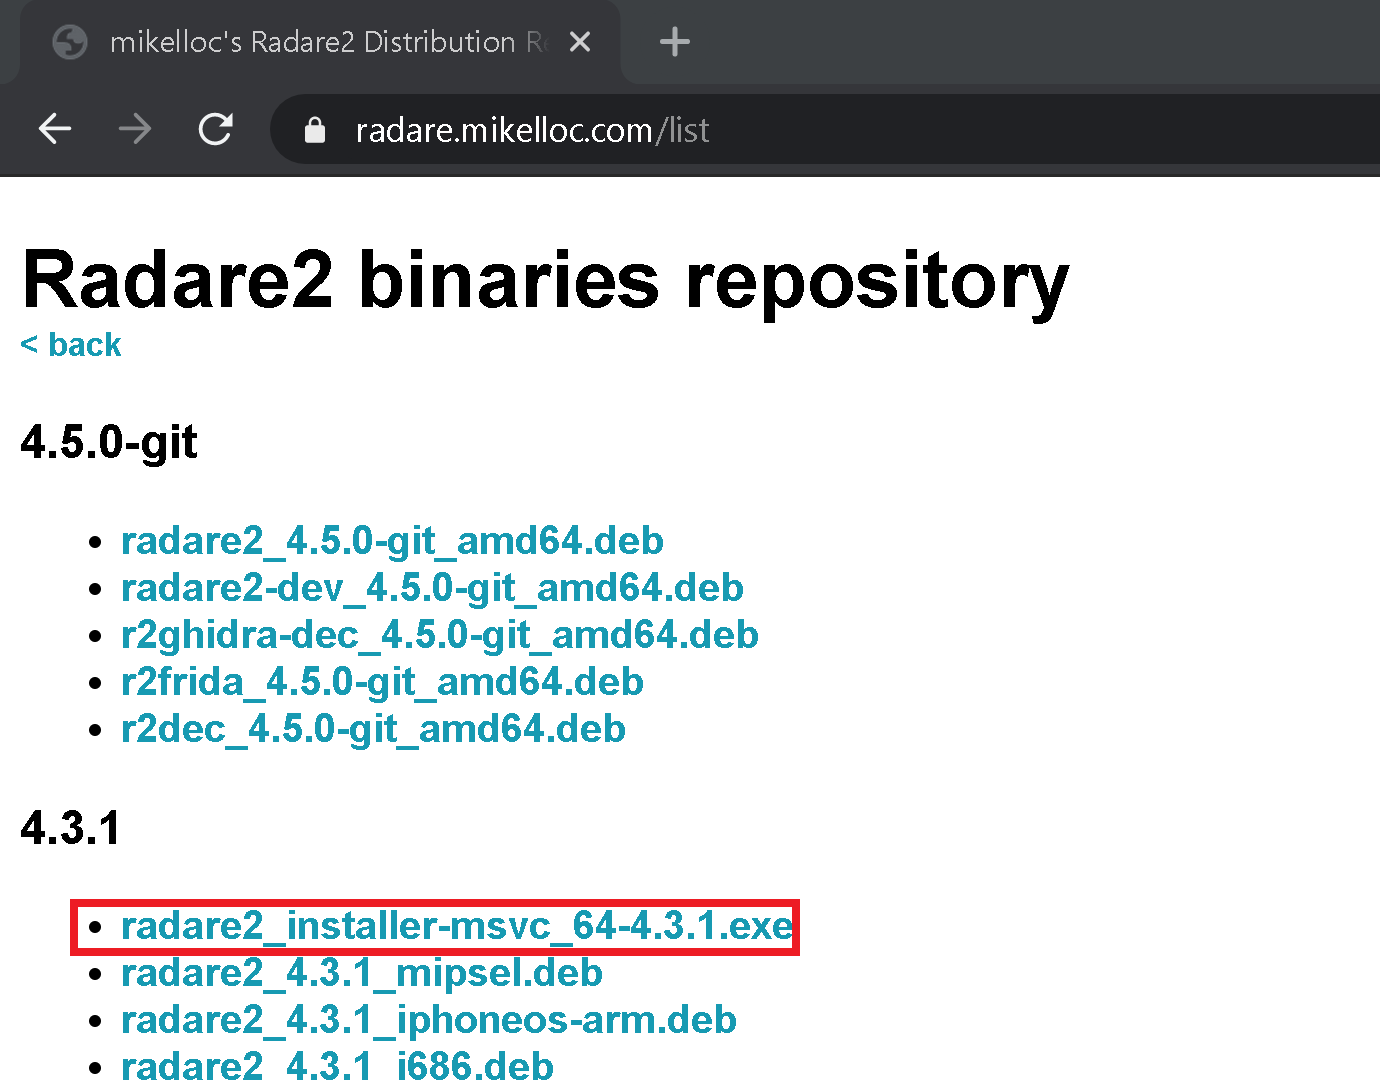 mikelloc's Radare2 Distribution Re
radare.mikelloc.com/list
Radare2 binaries repository
< back
4.5.0-git
radare2_4.5.0-git_amd64.deb
radare2-dev_4.5.0-git_amd64.deb
r2ghidra-dec_4.5.0-git_amd64.deb
r2frida_4.5.0-git_amd64.deb
r2dec_4.5.0-git_amd64.deb
4.3.1
radare2_installer-msvc_64-4.3.1.exe
radare2_4.3.1_mipsel.deb
radare2_4.3.1_iphoneos-arm.deb
radare2_4.3.1_i686.deb